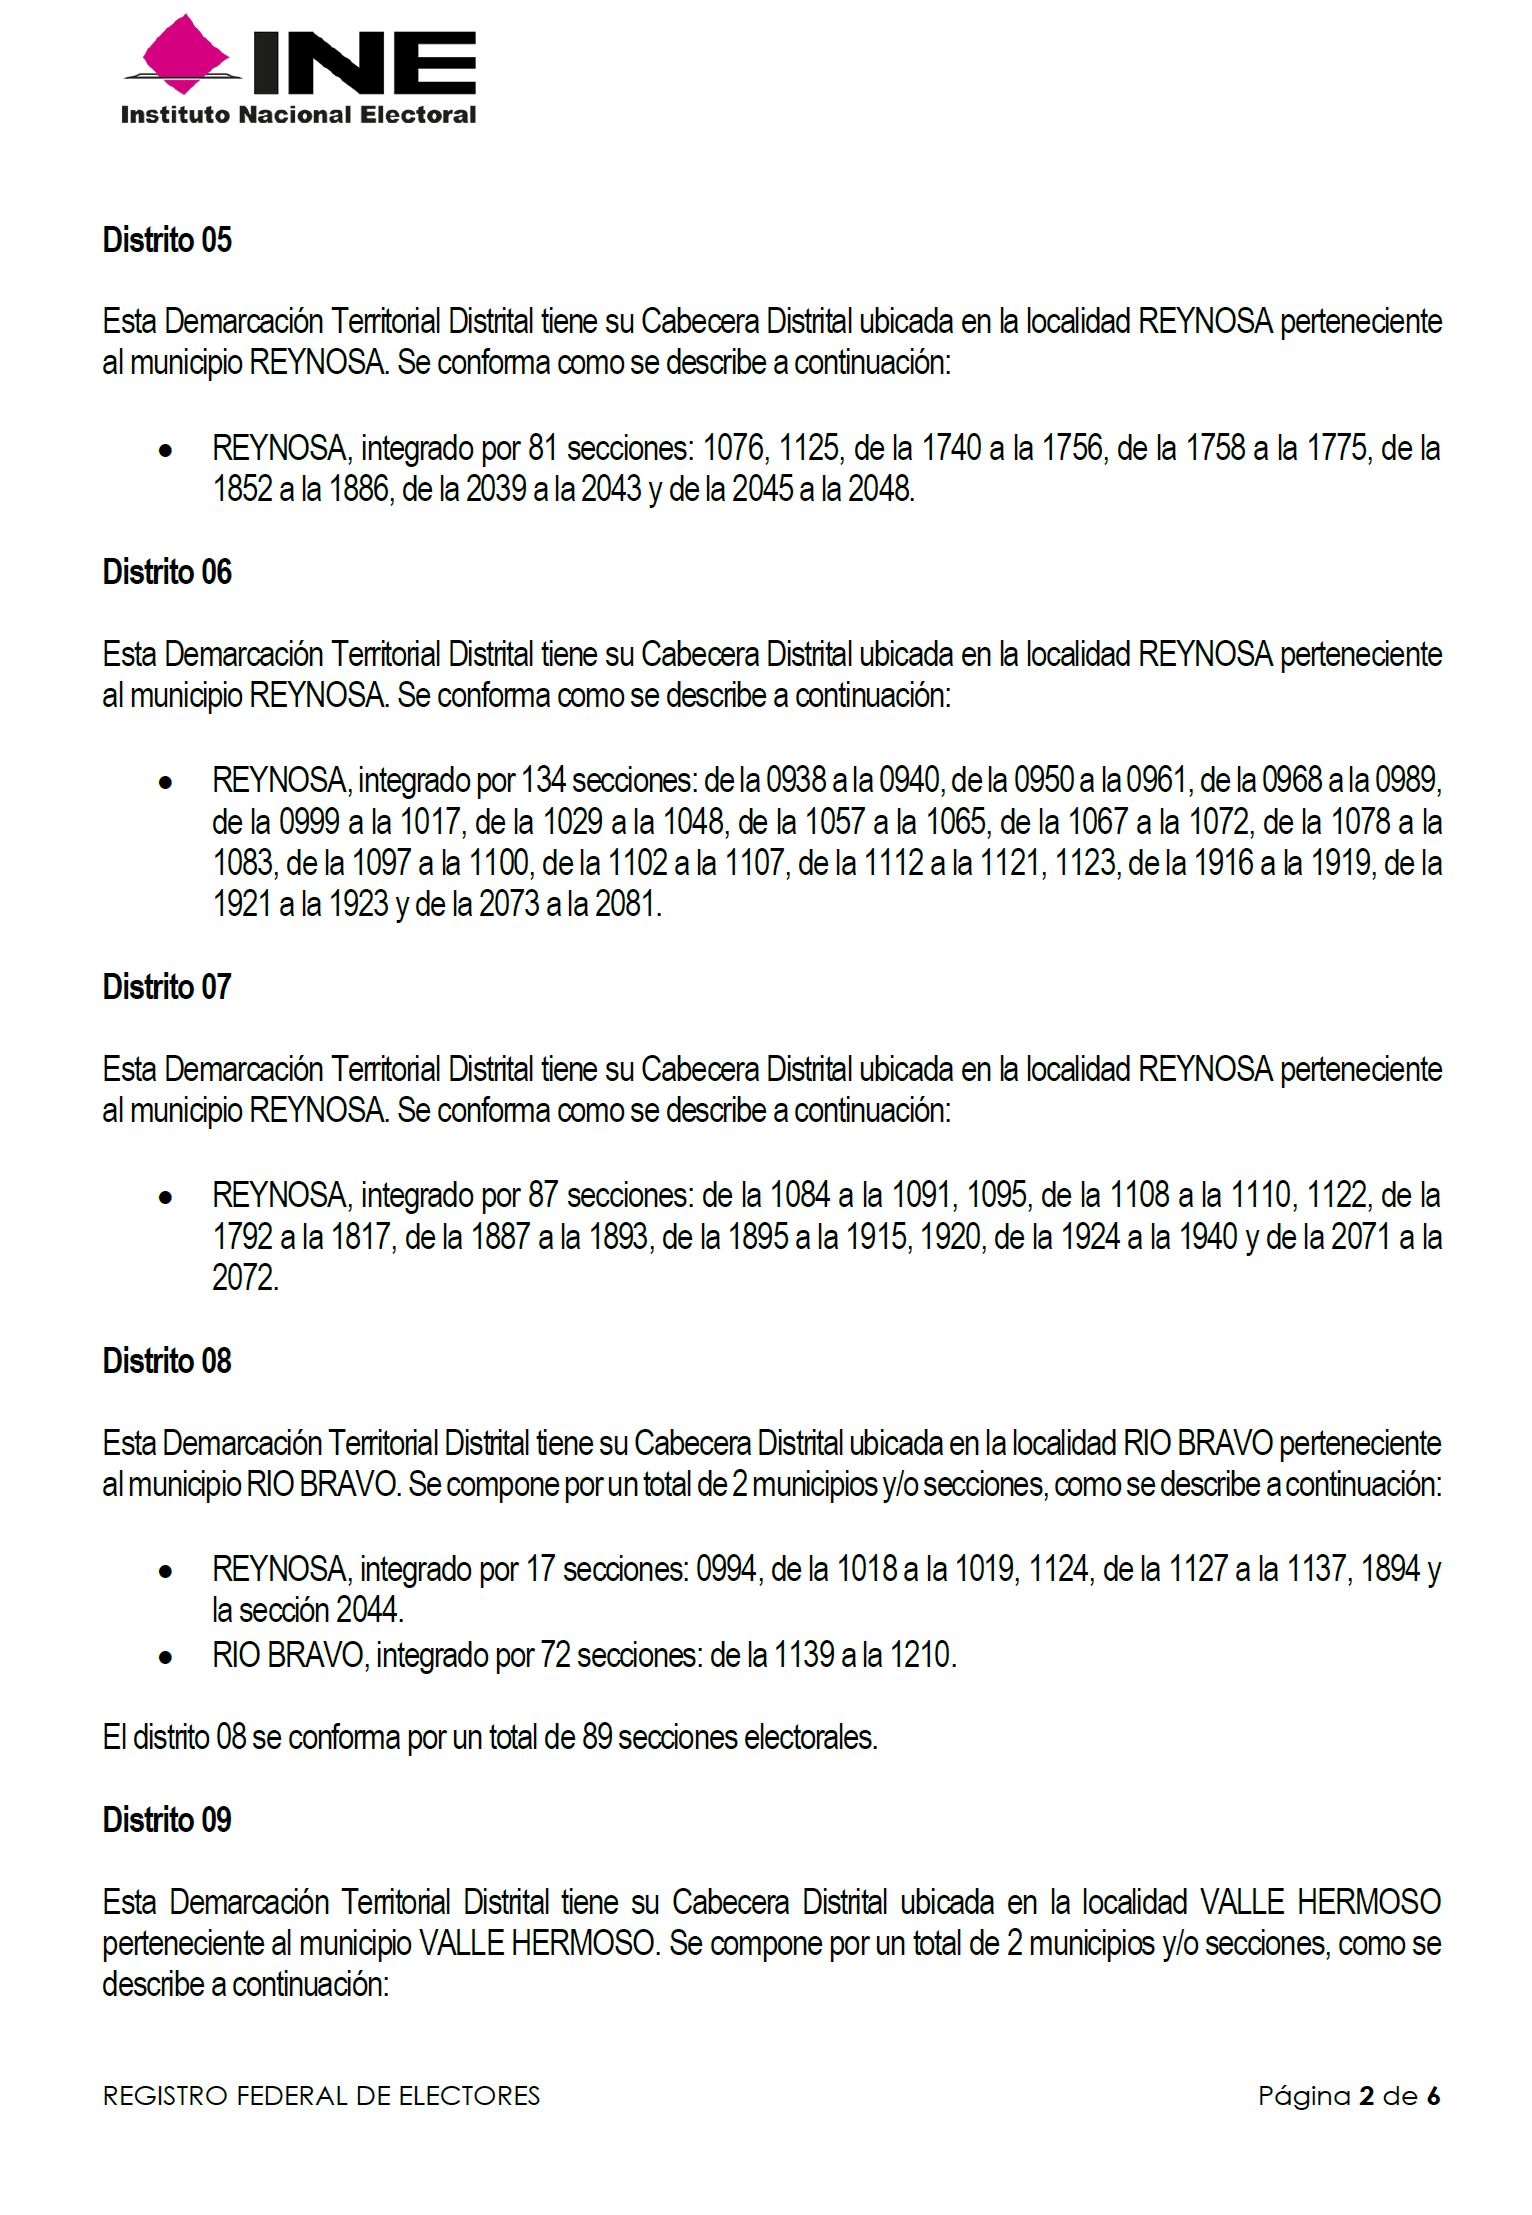 INE
Instituto Nacional Electoral
Distrito 05
Esta Demarcación Territorial Distrital tiene su Cabecera Distrital ubicada en la localidad REYNOSA perteneciente
al municipio REYNOSA. Se conforma como se describe a continuación:
● REYNOSA, integrado por 81 secciones: 1076, 1125, de la 1740 a la 1756, de la 1758 a la 1775, de la
1852 a la 1886, de la 2039 a la 2043 y de la 2045 a la 2048.
Distrito 06
Esta Demarcación Territorial Distrital tiene su Cabecera Distrital ubicada en la localidad REYNOSA perteneciente
al municipio REYNOSA. Se conforma como se describe a continuación:
● REYNOSA, integrado por 134 secciones: de la 0938 a la 0940, de la 0950 a la 0961, de la 0968 a la 0989,
de la 0999 a la 1017, de la 1029 a la 1048, de la 1057 a la 1065, de la 1067 a la 1072, de la 1078 a la
1083, de la 1097 a la 1100, de la 1102 a la 1107, de la 1112 a la 1121, 1123, de la 1916 a la 1919, de la
1921 a la 1923 y de la 2073 a la 2081.
Distrito 07
Esta Demarcación Territorial Distrital tiene su Cabecera Distrital ubicada en la localidad REYNOSA perteneciente
al municipio REYNOSA. Se conforma como se describe a continuación:
● REYNOSA, integrado por 87 secciones: de la 1084 a la 1091, 1095, de la 1108 a la 1110, 1122, de la
1792 a la 1817, de la 1887 a la 1893, de la 1895 a la 1915, 1920, de la 1924 a la 1940 y de la 2071 a la
2072.
Distrito 08
Esta Demarcación Territorial Distrital tiene su Cabecera Distrital ubicada en la localidad RIO BRAVO perteneciente
al municipio RIO BRAVO. Se compone por un total de 2 municipios y/o secciones, como se describe a continuación:
● REYNOSA, integrado por 17 secciones: 0994, de la 1018 a la 1019, 1124, de la 1127 a la 1137, 1894 y
la sección 2044.
● RIO BRAVO, integrado por 72 secciones: de la 1139 a la 1210.
El distrito 08 se conforma por un total de 89 secciones electorales.
Distrito 09
Esta Demarcación Territorial Distrital tiene su Cabecera Distrital ubicada en la localidad VALLE HERMOSO
perteneciente al municipio VALLE HERMOSO. Se compone por un total de 2 municipios y/o secciones, como se
describe a continuación:
REGISTRO FEDERAL DE ELECTORES Página 2 de 6